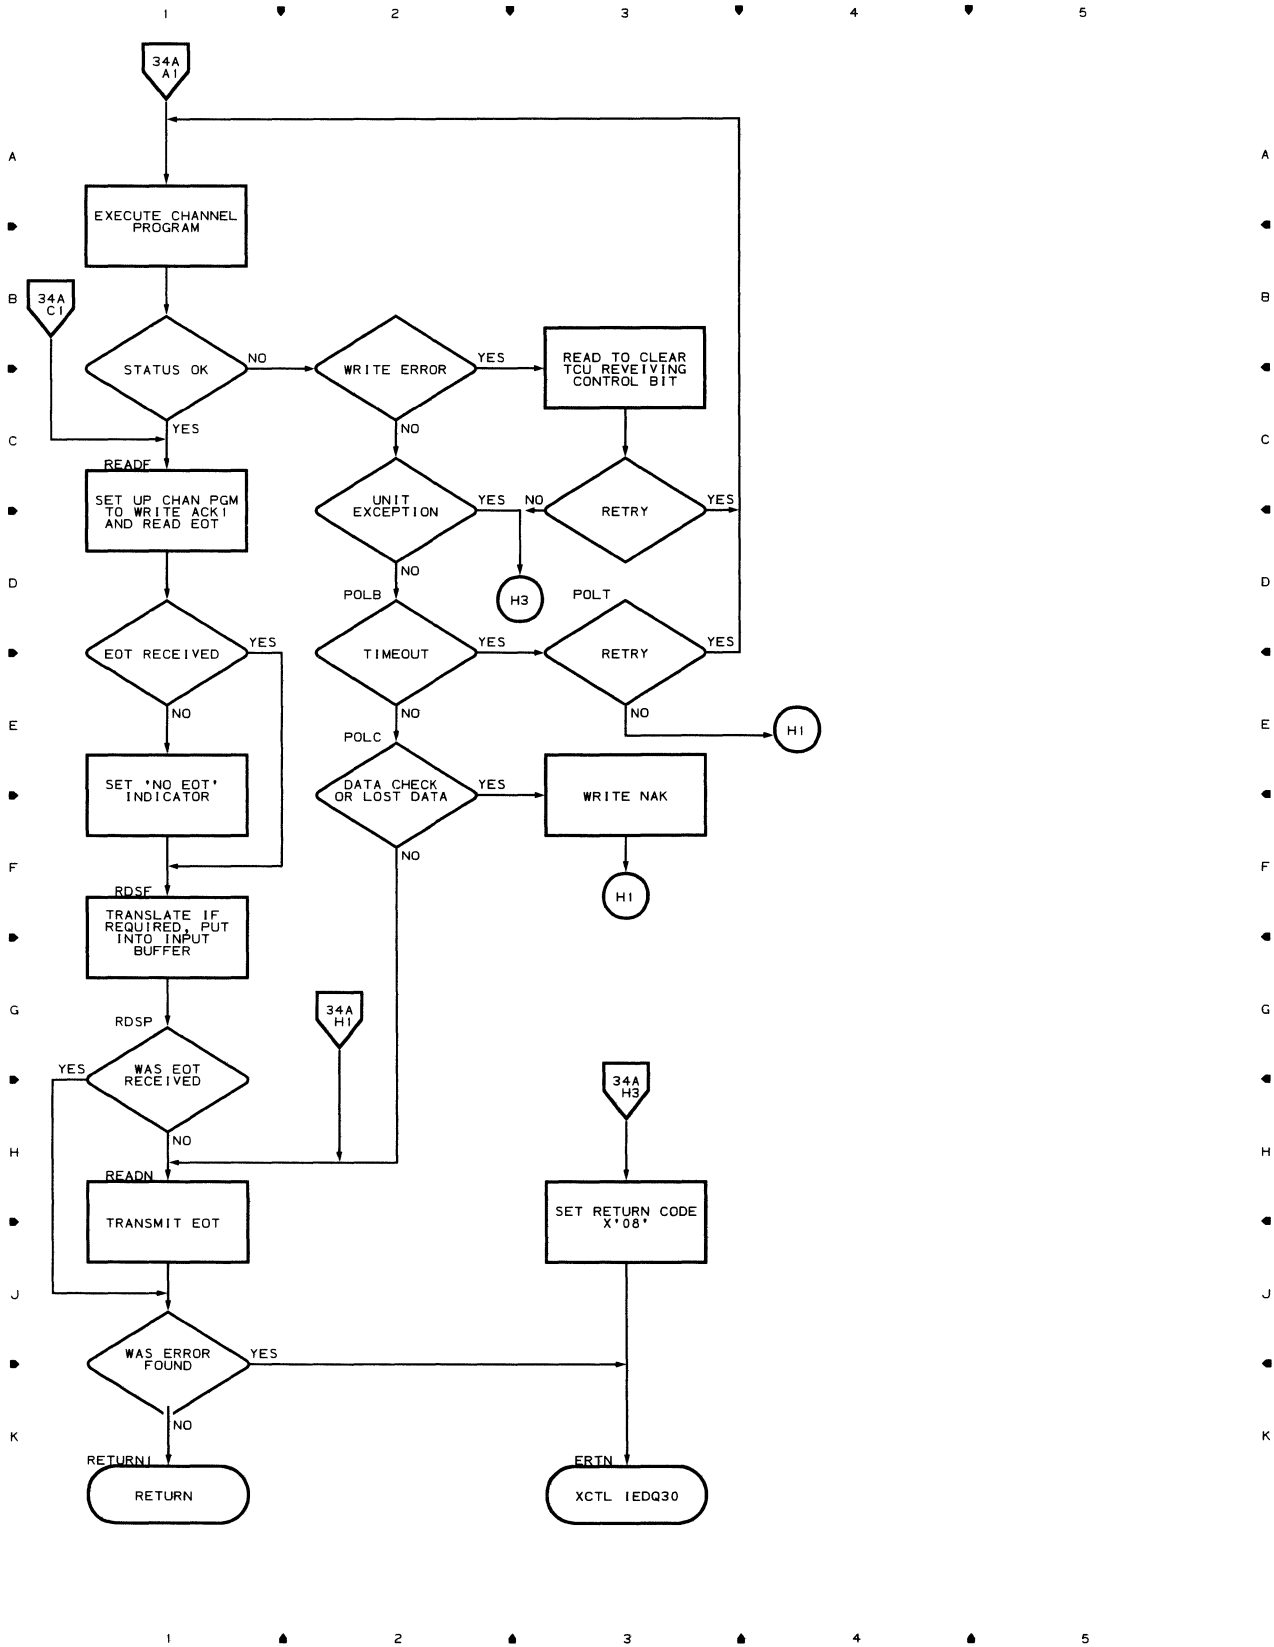 1 2 3 4 5
34A
A1
A A
EXECUTE CHANNEL
PROGRAM
B B
34A
C1
STATUS OK
NO
WRITE ERROR
YES
READ TO CLEAR
TCU REVEIVING
CONTROL BIT
YES
NO
C C
READF
SET UP CHAN PGM
TO WRITE ACK1
AND READ EOT
UNIT
EXCEPTION
YES
NO
RETRY
YES
NO
D D
H3
POLB
POLT
EOT RECEIVED
YES
TIMEOUT
YES
RETRY
YES
NO
NO
NO
E E
H1
POLC
SET 'NO EOT'
INDICATOR
DATA CHECK
OR LOST DATA
YES
WRITE NAK
NO
F F
RDSF
H1
TRANSLATE IF
REQUIRED, PUT
INTO INPUT
BUFFER
G G
34A
H1
RDSP
YES
WAS EOT
RECEIVED
34A
H3
NO
H H
READN
TRANSMIT EOT
SET RETURN CODE
X'08'
J J
WAS ERROR
FOUND
YES
NO
K K
RETURN1
ERTN
RETURN
XCTL IEDQ30
1 2 3 4 5